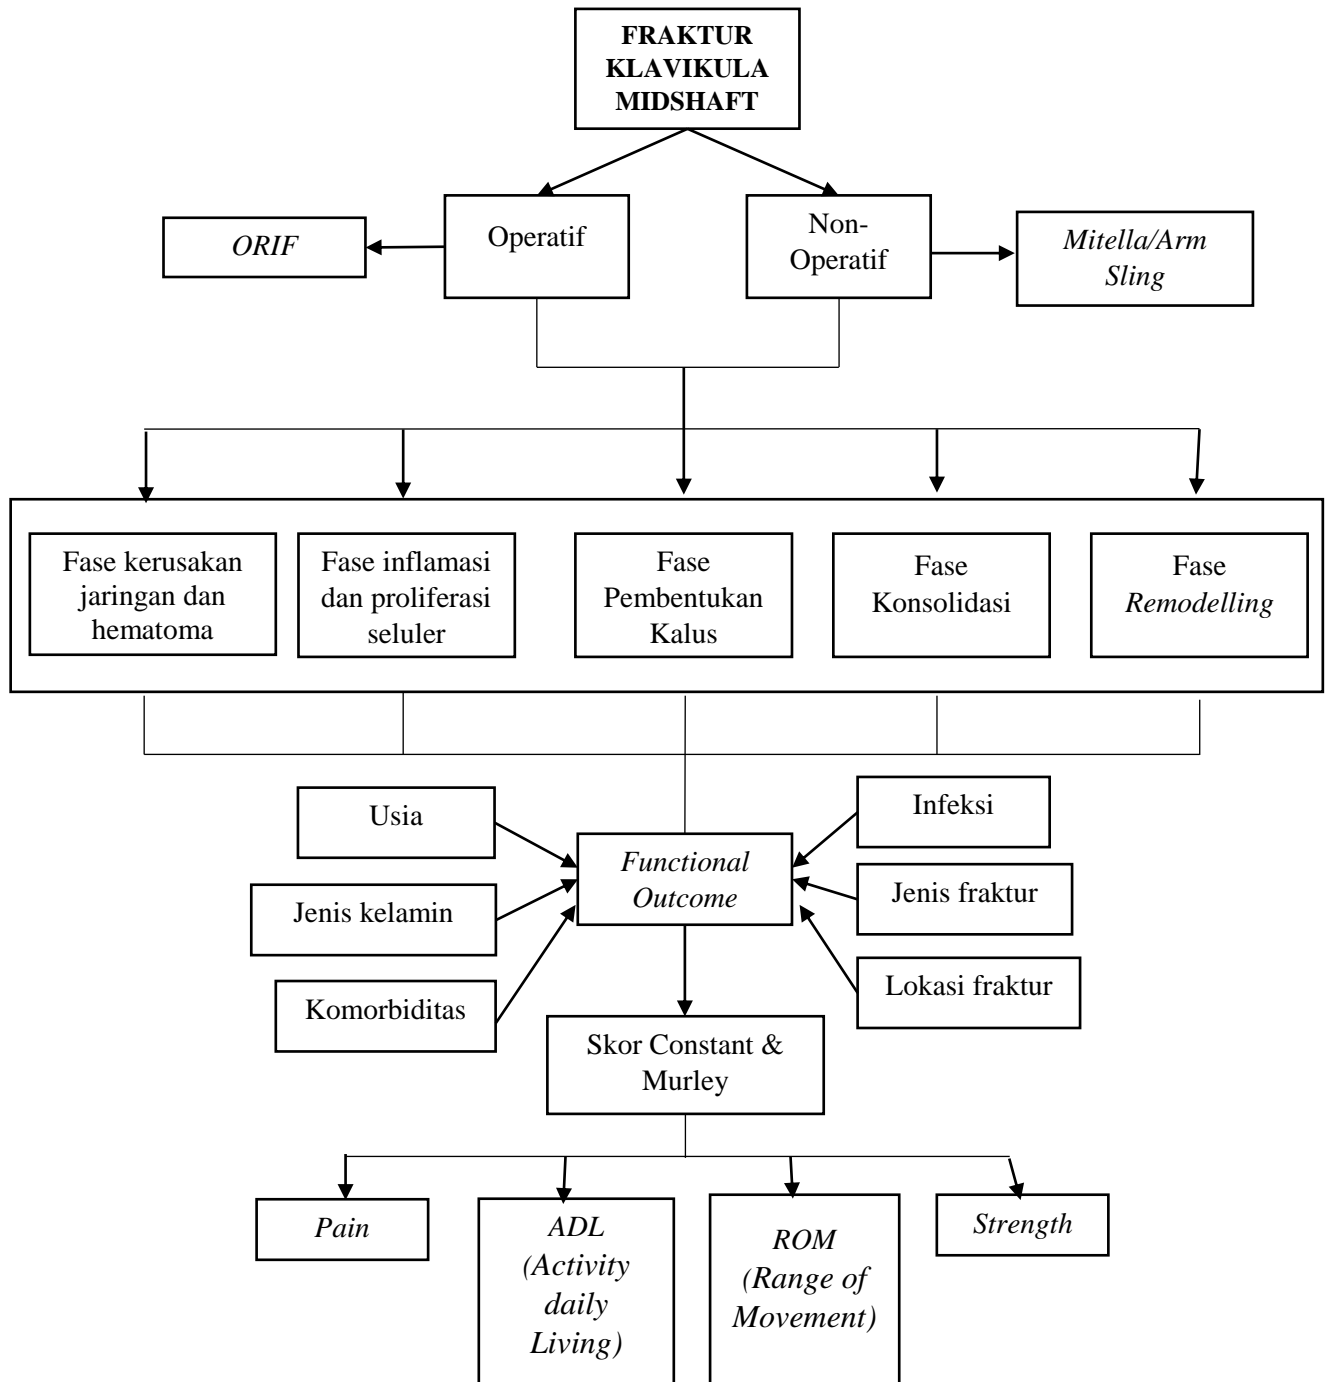 FRAKTUR
KLAVIKULA
MIDSHAFT
ORIF
Operatif
Non-
Operatif
Mitella/Arm
Sling
Fase kerusakan
jaringan dan
hematoma
Fase inflamasi
dan proliferasi
seluler
Fase
Pembentukan
Kalus
Fase
Konsolidasi
Fase
Remodelling
Usia
Jenis kelamin
Komorbiditas
Functional
Outcome
Infeksi
Jenis fraktur
Lokasi fraktur
Skor Constant &
Murley
Pain
ADL
(Activity
daily
Living)
ROM
(Range of
Movement)
Strength